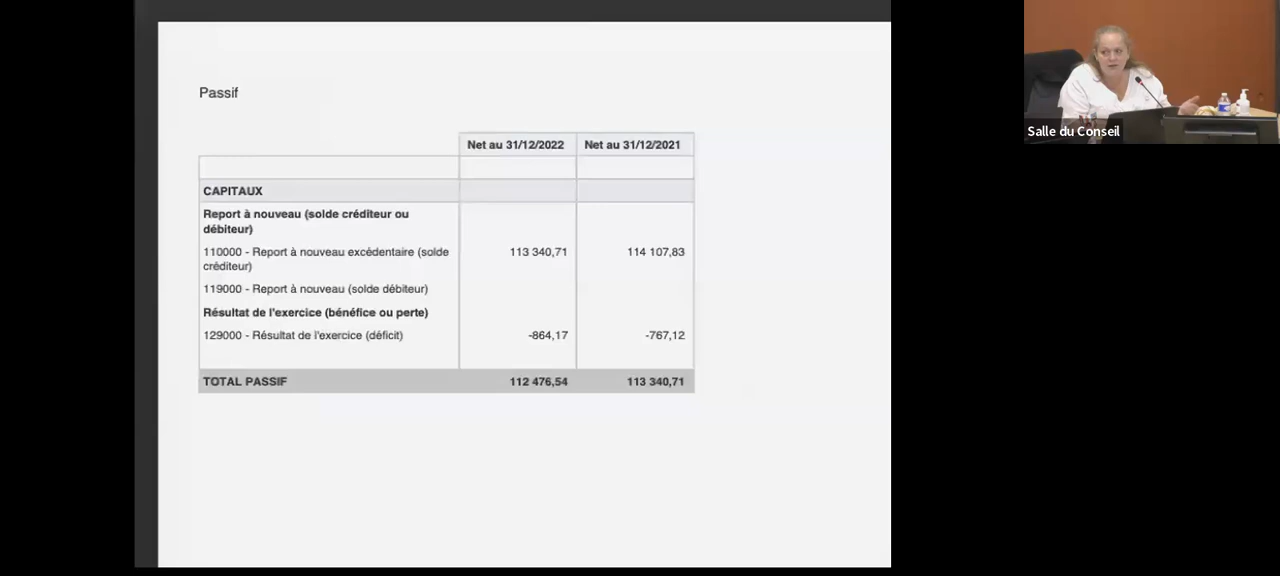 Passif
Net au 31/12/2022 Net au 31/12/2021
CAPITAUX
Report à nouveau (solde créditeur ou
débiteur)
110000 - Report à nouveau excédentaire (solde 113 340,71 114 107,83
créditeur)
119000 - Report à nouveau (solde débiteur)
Résultat de l'exercice (bénéfice ou perte)
129000 - Résultat de l'exercice (déficit) -864,17 -767,12
TOTAL PASSIF 112 476,54 113 340,71
Salle du Conseil